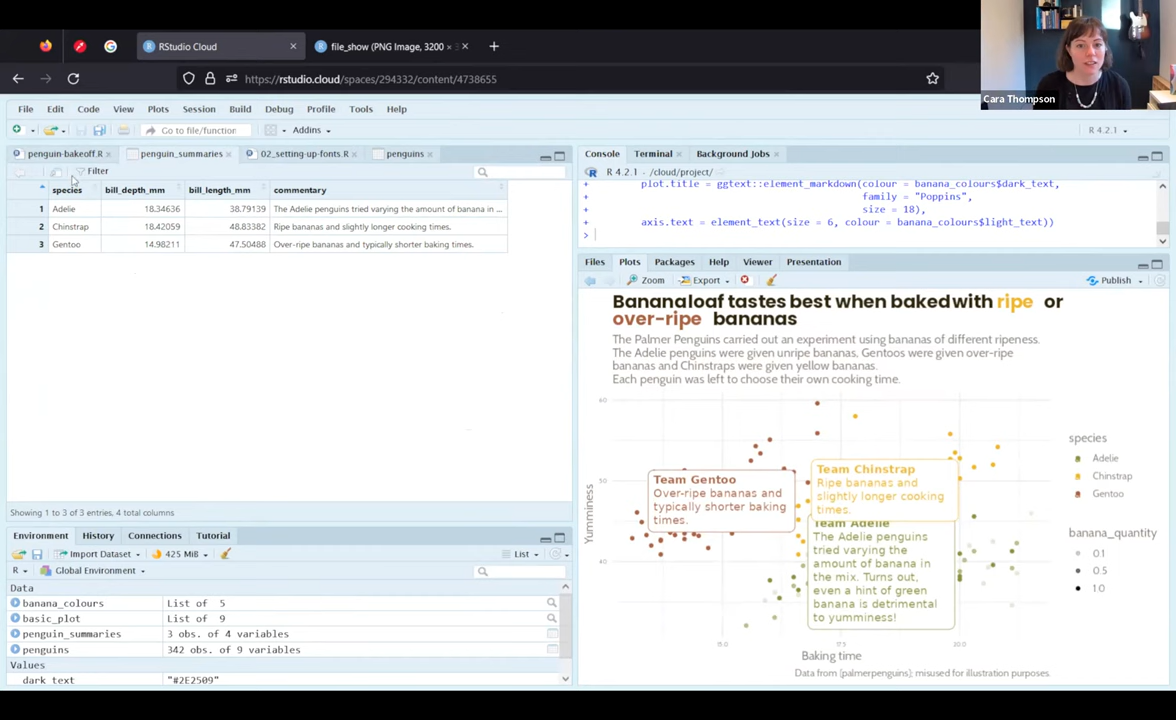 RStudio Cloud
file_show (PNG Image, 3200 ×
https://rstudio.cloud/spaces/294332/content/4738655
Cara Thompson
File Edit Code View Plots Session Build Debug Profile Tools Help
Go to file/function
Addins
R 4.2.1
penguin-bakeoff.R
penguin_summaries
02_setting-up-fonts.R
penguins
Filter
species bill_depth_mm bill_length_mm commentary
1 Adelie 18.34636 38.79139 The Adelie penguins tried varying the amount of banana in ...
2 Chinstrap 18.42059 48.83382 Ripe bananas and slightly longer cooking times.
3 Gentoo 14.98211 47.50488 Over-ripe bananas and typically shorter baking times.
Showing 1 to 3 of 3 entries, 4 total columns
Console Terminal Background Jobs
R 4.2.1 · /cloud/project/
+ plot.title = ggtext::element_markdown(colour = banana_colours$dark_text,
+ family = "Poppins",
+ size = 18),
+ axis.text = element_text(size = 6, colour = banana_colours$light_text))
>
Environment History Connections Tutorial
Import Dataset
425 MiB
List
R
Global Environment
Data
banana_colours List of 5
basic_plot List of 9
penguin_summaries 3 obs. of 4 variables
penguins 342 obs. of 9 variables
Values
dark_text "#2E2509"
Files Plots Packages Help Viewer Presentation
Zoom Export Publish
Banana loaf tastes best when baked with ripe or
over-ripe bananas
The Palmer Penguins carried out an experiment using bananas of different ripeness.
The Adelie penguins were given unripe bananas, Gentoos were given over-ripe
bananas and Chinstraps were given yellow bananas.
Each penguin was left to choose their own cooking time.
60
50
40
Yumminess
Team Gentoo
Over-ripe bananas and
typically shorter baking
times.
Team Chinstrap
Ripe bananas and
slightly longer cooking
times.
Team Adelie
The Adelie penguins
tried varying the
amount of banana in
the mix. Turns out,
even a hint of green
banana is detrimental
to yumminess!
species
Adelie
Chinstrap
Gentoo
banana_quantity
0.1
0.5
1.0
15.0 17.5 20.0
Baking time
Data from {palmerpenguins}; misused for illustration purposes.